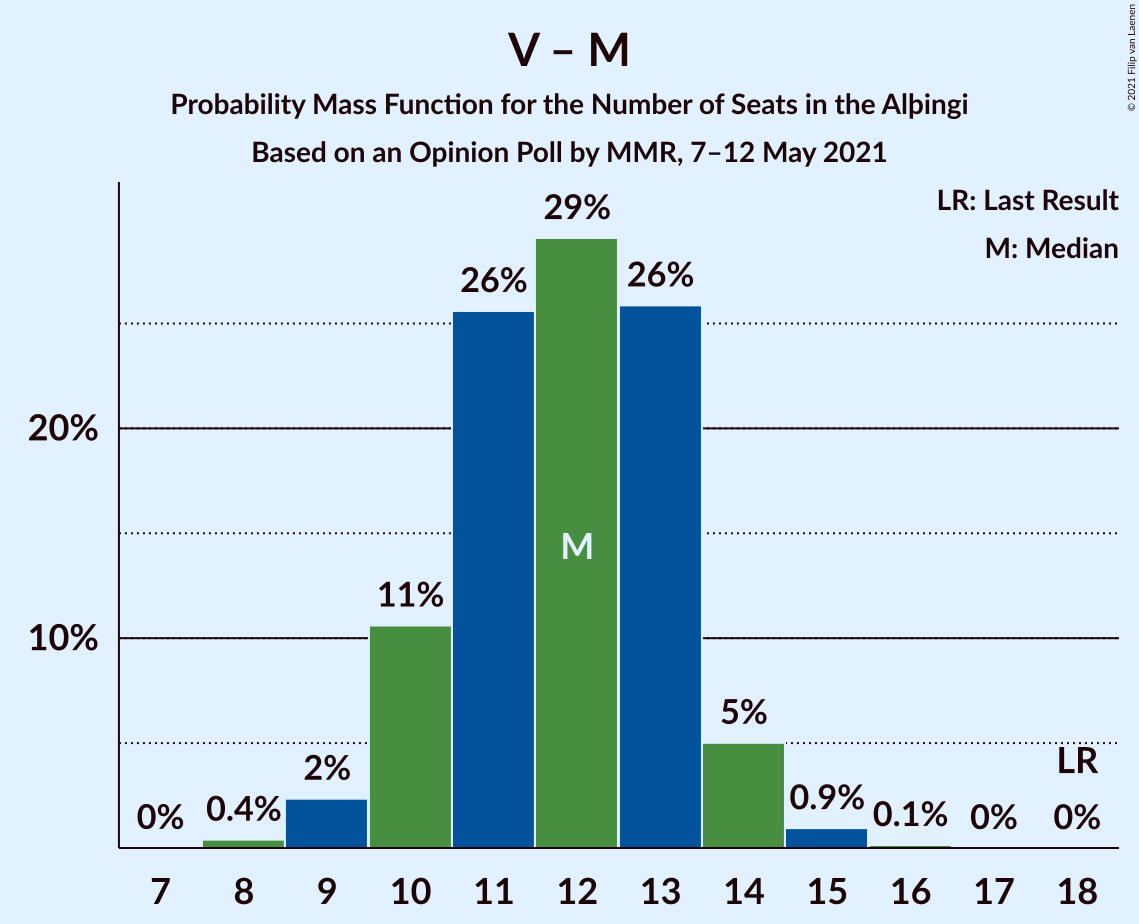 V – M
Probability Mass Function for the Number of Seats in the Alþingi
Based on an Opinion Poll by MMR, 7–12 May 2021
© 2021 Filip van Laenen
LR: Last Result
M: Median
20%
10%
0%
0.4%
2%
11%
26%
29%
M
26%
5%
0.9%
0.1%
0%
LR
0%
7 8 9 10 11 12 13 14 15 16 17 18